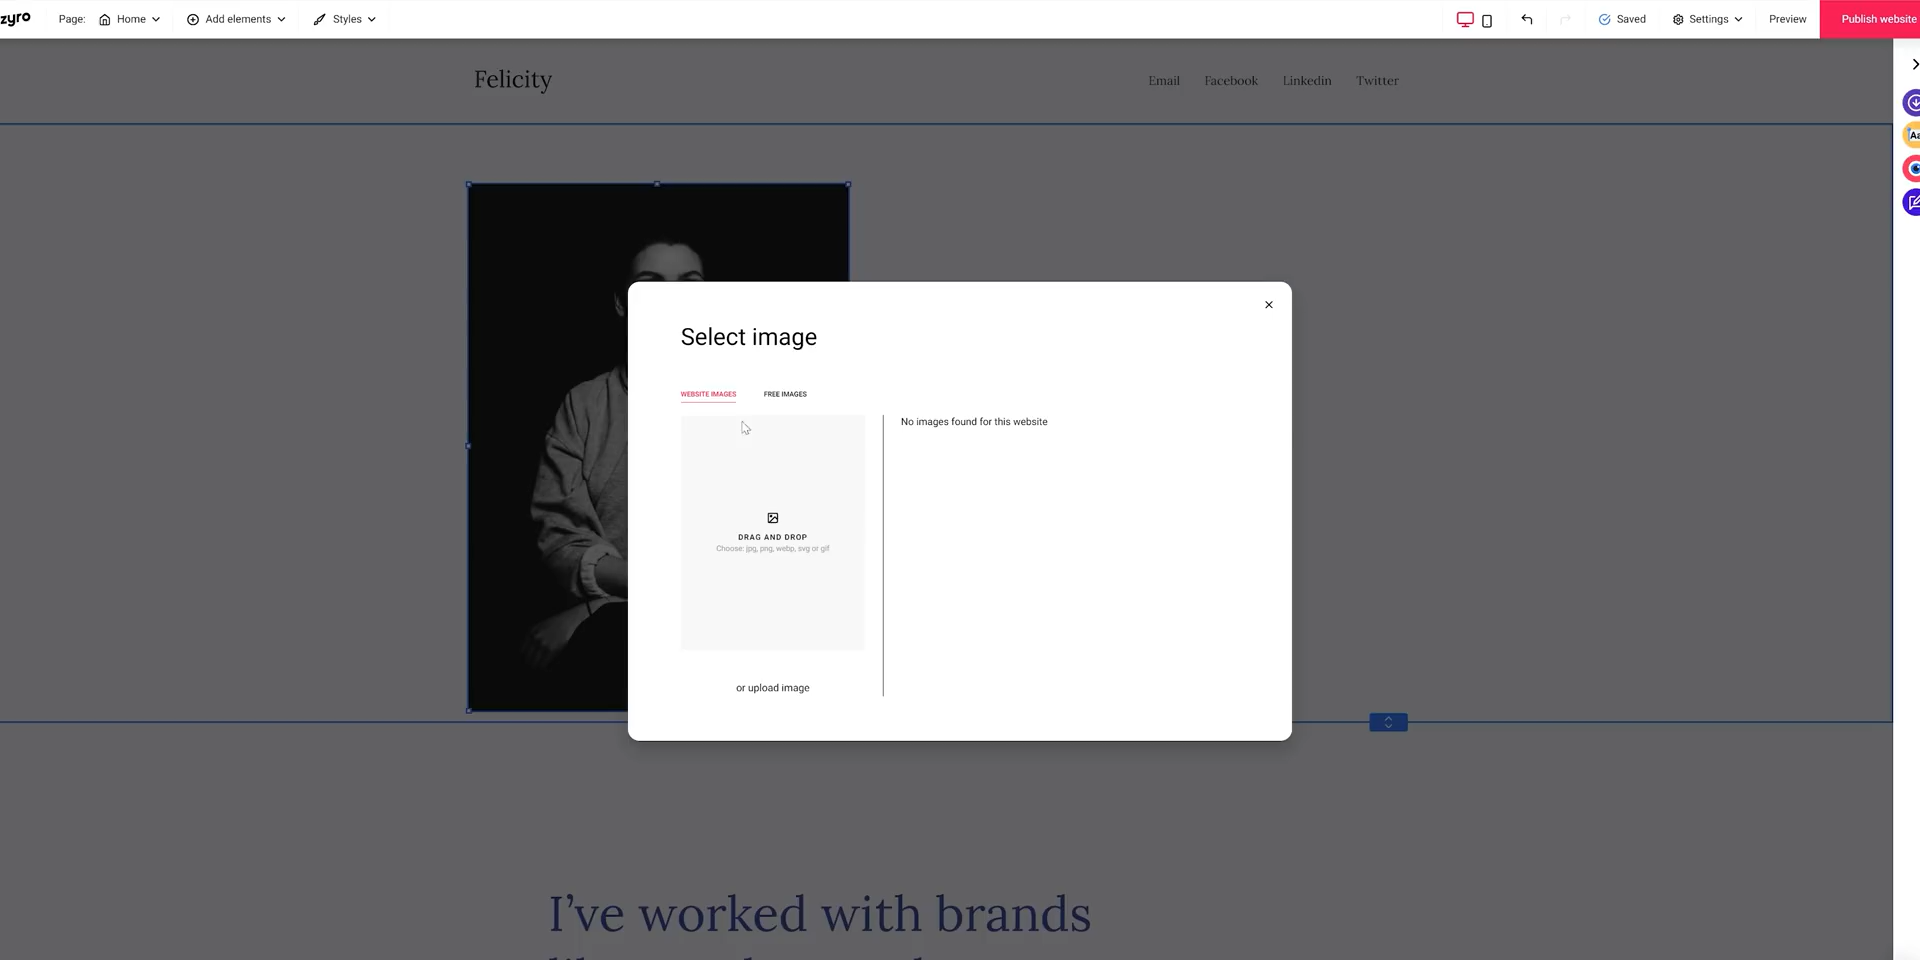 zyro
Page:
Home
Add elements
Styles
Saved
Settings
Preview
Publish website
Felicity
Email
Facebook
Linkedin
Twitter
Select image
WEBSITE IMAGES
FREE IMAGES
No images found for this website
DRAG AND DROP
Choose: jpg, png, webp, svg or gif
or upload image
I’ve worked with brands